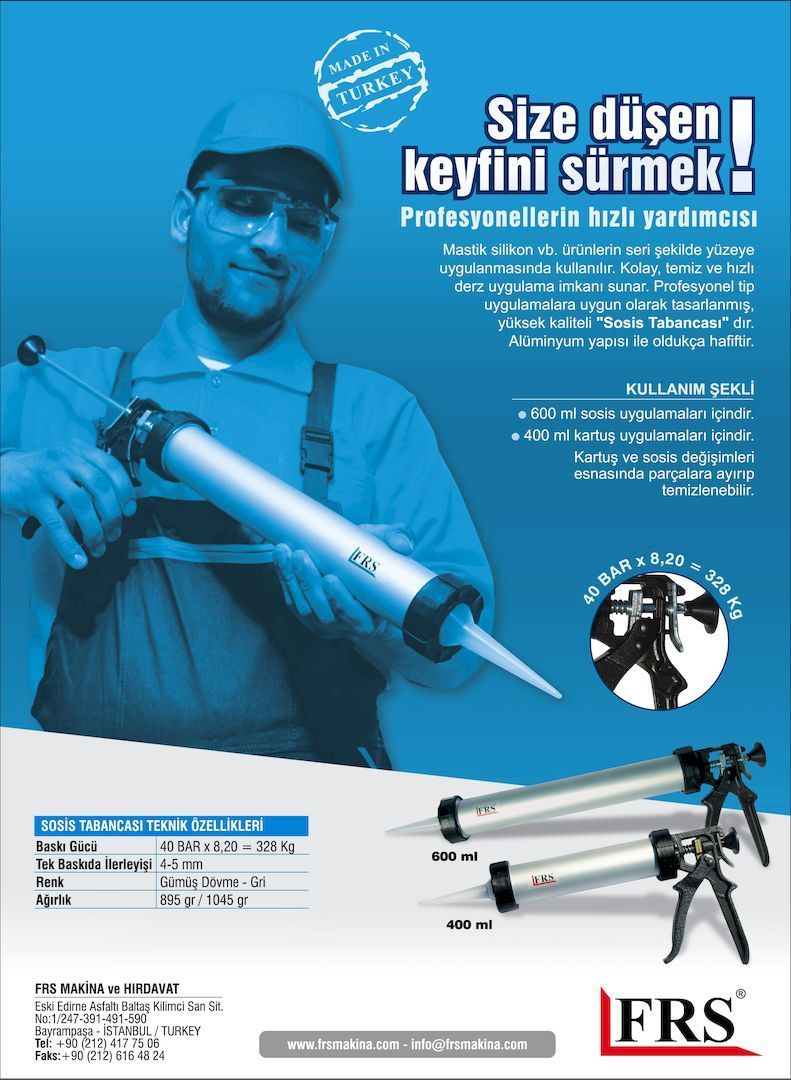 MADE IN
TURKEY
Size düşen
keyfini sürmek!
Profesyonellerin hızlı yardımcısı
Mastik silikon vb. ürünlerin seri şekilde yüzeye
uygulanmasında kullanılır. Kolay, temiz ve hızlı
derz uygulama imkanı sunar. Profesyonel tip
uygulamalara uygun olarak tasarlanmış,
yüksek kaliteli "Sosis Tabancası" dır.
Alüminyum yapısı ile oldukça hafiftir.
KULLANIM ŞEKLİ
● 600 ml sosis uygulamaları içindir.
● 400 ml kartuş uygulamaları içindir.
Kartuş ve sosis değişimleri
esnasında parçalara ayırıp
temizlenebilir.
FRS
40 BAR x 8,20 = 328 Kg
FRS
600 ml
FRS
400 ml
SOSİS TABANCASI TEKNİK ÖZELLİKLERİ
Baskı Gücü 40 BAR x 8,20 = 328 Kg
Tek Baskıda İlerleyişi 4-5 mm
Renk Gümüş Dövme - Gri
Ağırlık 895 gr / 1045 gr
FRS MAKİNA ve HIRDAVAT
Eski Edirne Asfaltı Baltaş Kilimci San Sit.
No:1/247-391-491-590
Bayrampaşa - İSTANBUL / TURKEY
Tel: +90 (212) 417 75 06
Faks:+90 (212) 616 48 24
www.frsmakina.com - info@frsmakina.com
FRS®